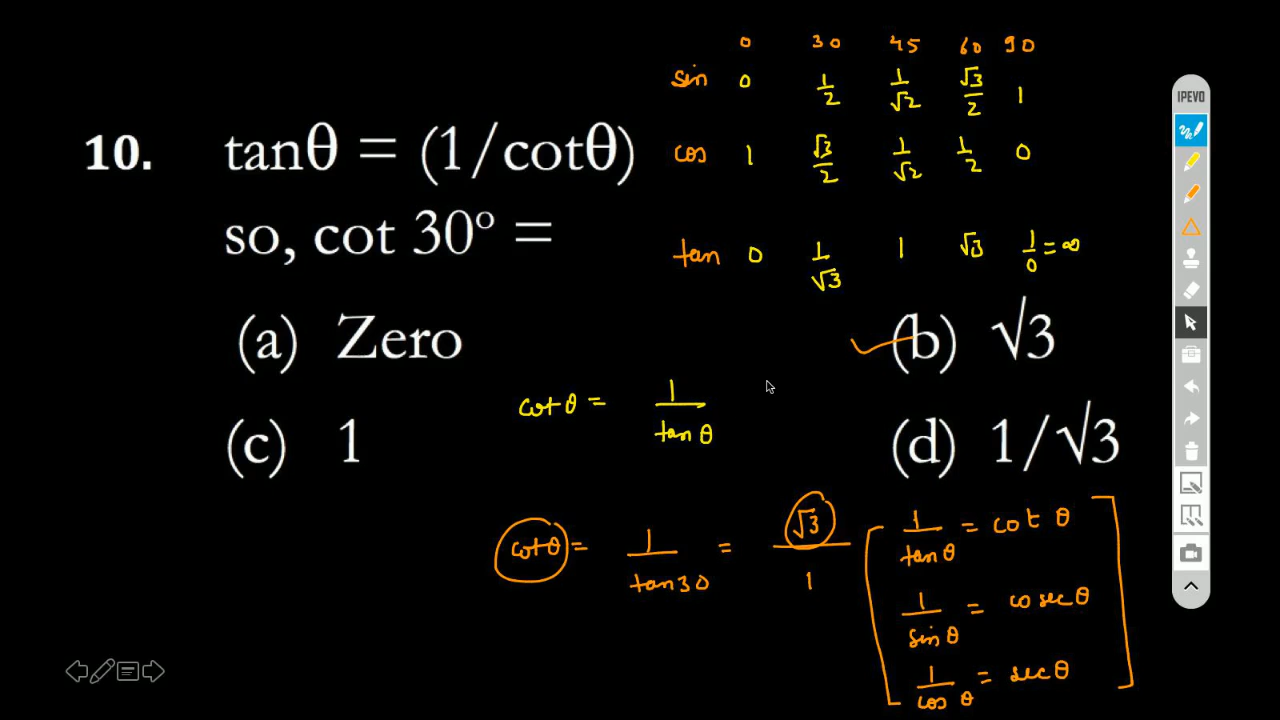 10. tanθ = (1/cotθ)
so, cot 30° =
(a) Zero
(b) √3
(c) 1
(d) 1/√3
0 30 45 60 90
sin 0 1/2 1/√2 √3/2 1
cos 1 √3/2 1/√2 1/2 0
tan 0 1/√3 1 √3 1/0 = ∞
cot θ = 1/tan θ
cot θ = 1/tan30 = √3/1
1/tan θ = cot θ
1/sin θ = cosec θ
1/cos θ = sec θ
IPEVO